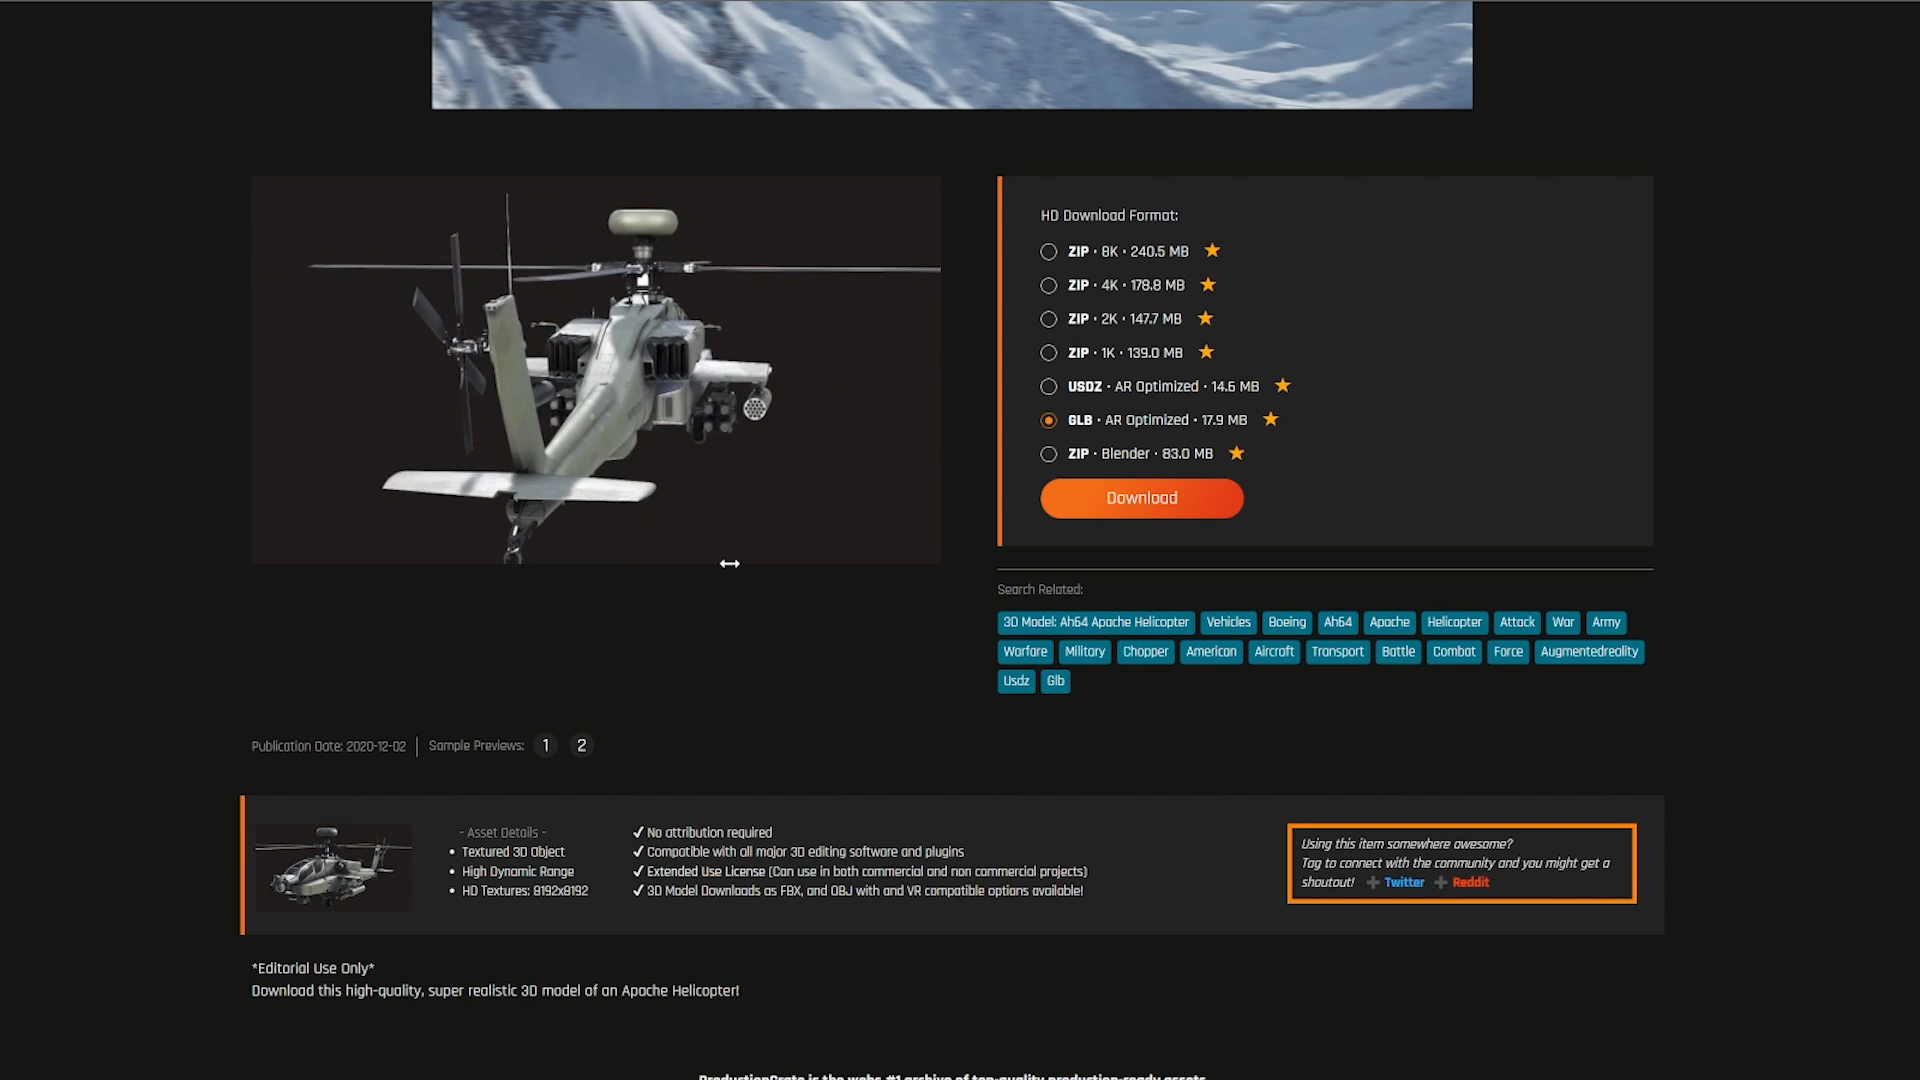 HD Download Format:
ZIP · 8K · 240.5 MB
ZIP · 4K · 178.8 MB
ZIP · 2K · 147.7 MB
ZIP · 1K · 139.0 MB
USDZ · AR Optimized · 14.6 MB
GLB · AR Optimized · 17.9 MB
ZIP · Blender · 83.0 MB
Download
Search Related:
3D Model: Ah64 Apache Helicopter Vehicles Boeing Ah64 Apache Helicopter Attack War Army
Warfare Military Chopper American Aircraft Transport Battle Combat Force Augmentedreality
Usdz Glb
Publication Date: 2020-12-02 Sample Previews: 1 2
- Asset Details -
• Textured 3D Object
• High Dynamic Range
• HD Textures: 8192x8192
✓ No attribution required
✓ Compatible with all major 3D editing software and plugins
✓ Extended Use License (Can use in both commercial and non commercial projects)
✓ 3D Model Downloads as FBX, and OBJ with and VR compatible options available!
Using this item somewhere awesome?
Tag to connect with the community and you might get a
shoutout! + Twitter + Reddit
*Editorial Use Only*
Download this high-quality, super realistic 3D model of an Apache Helicopter!
ProductionCrate is the webs #1 archive of top-quality production-ready assets